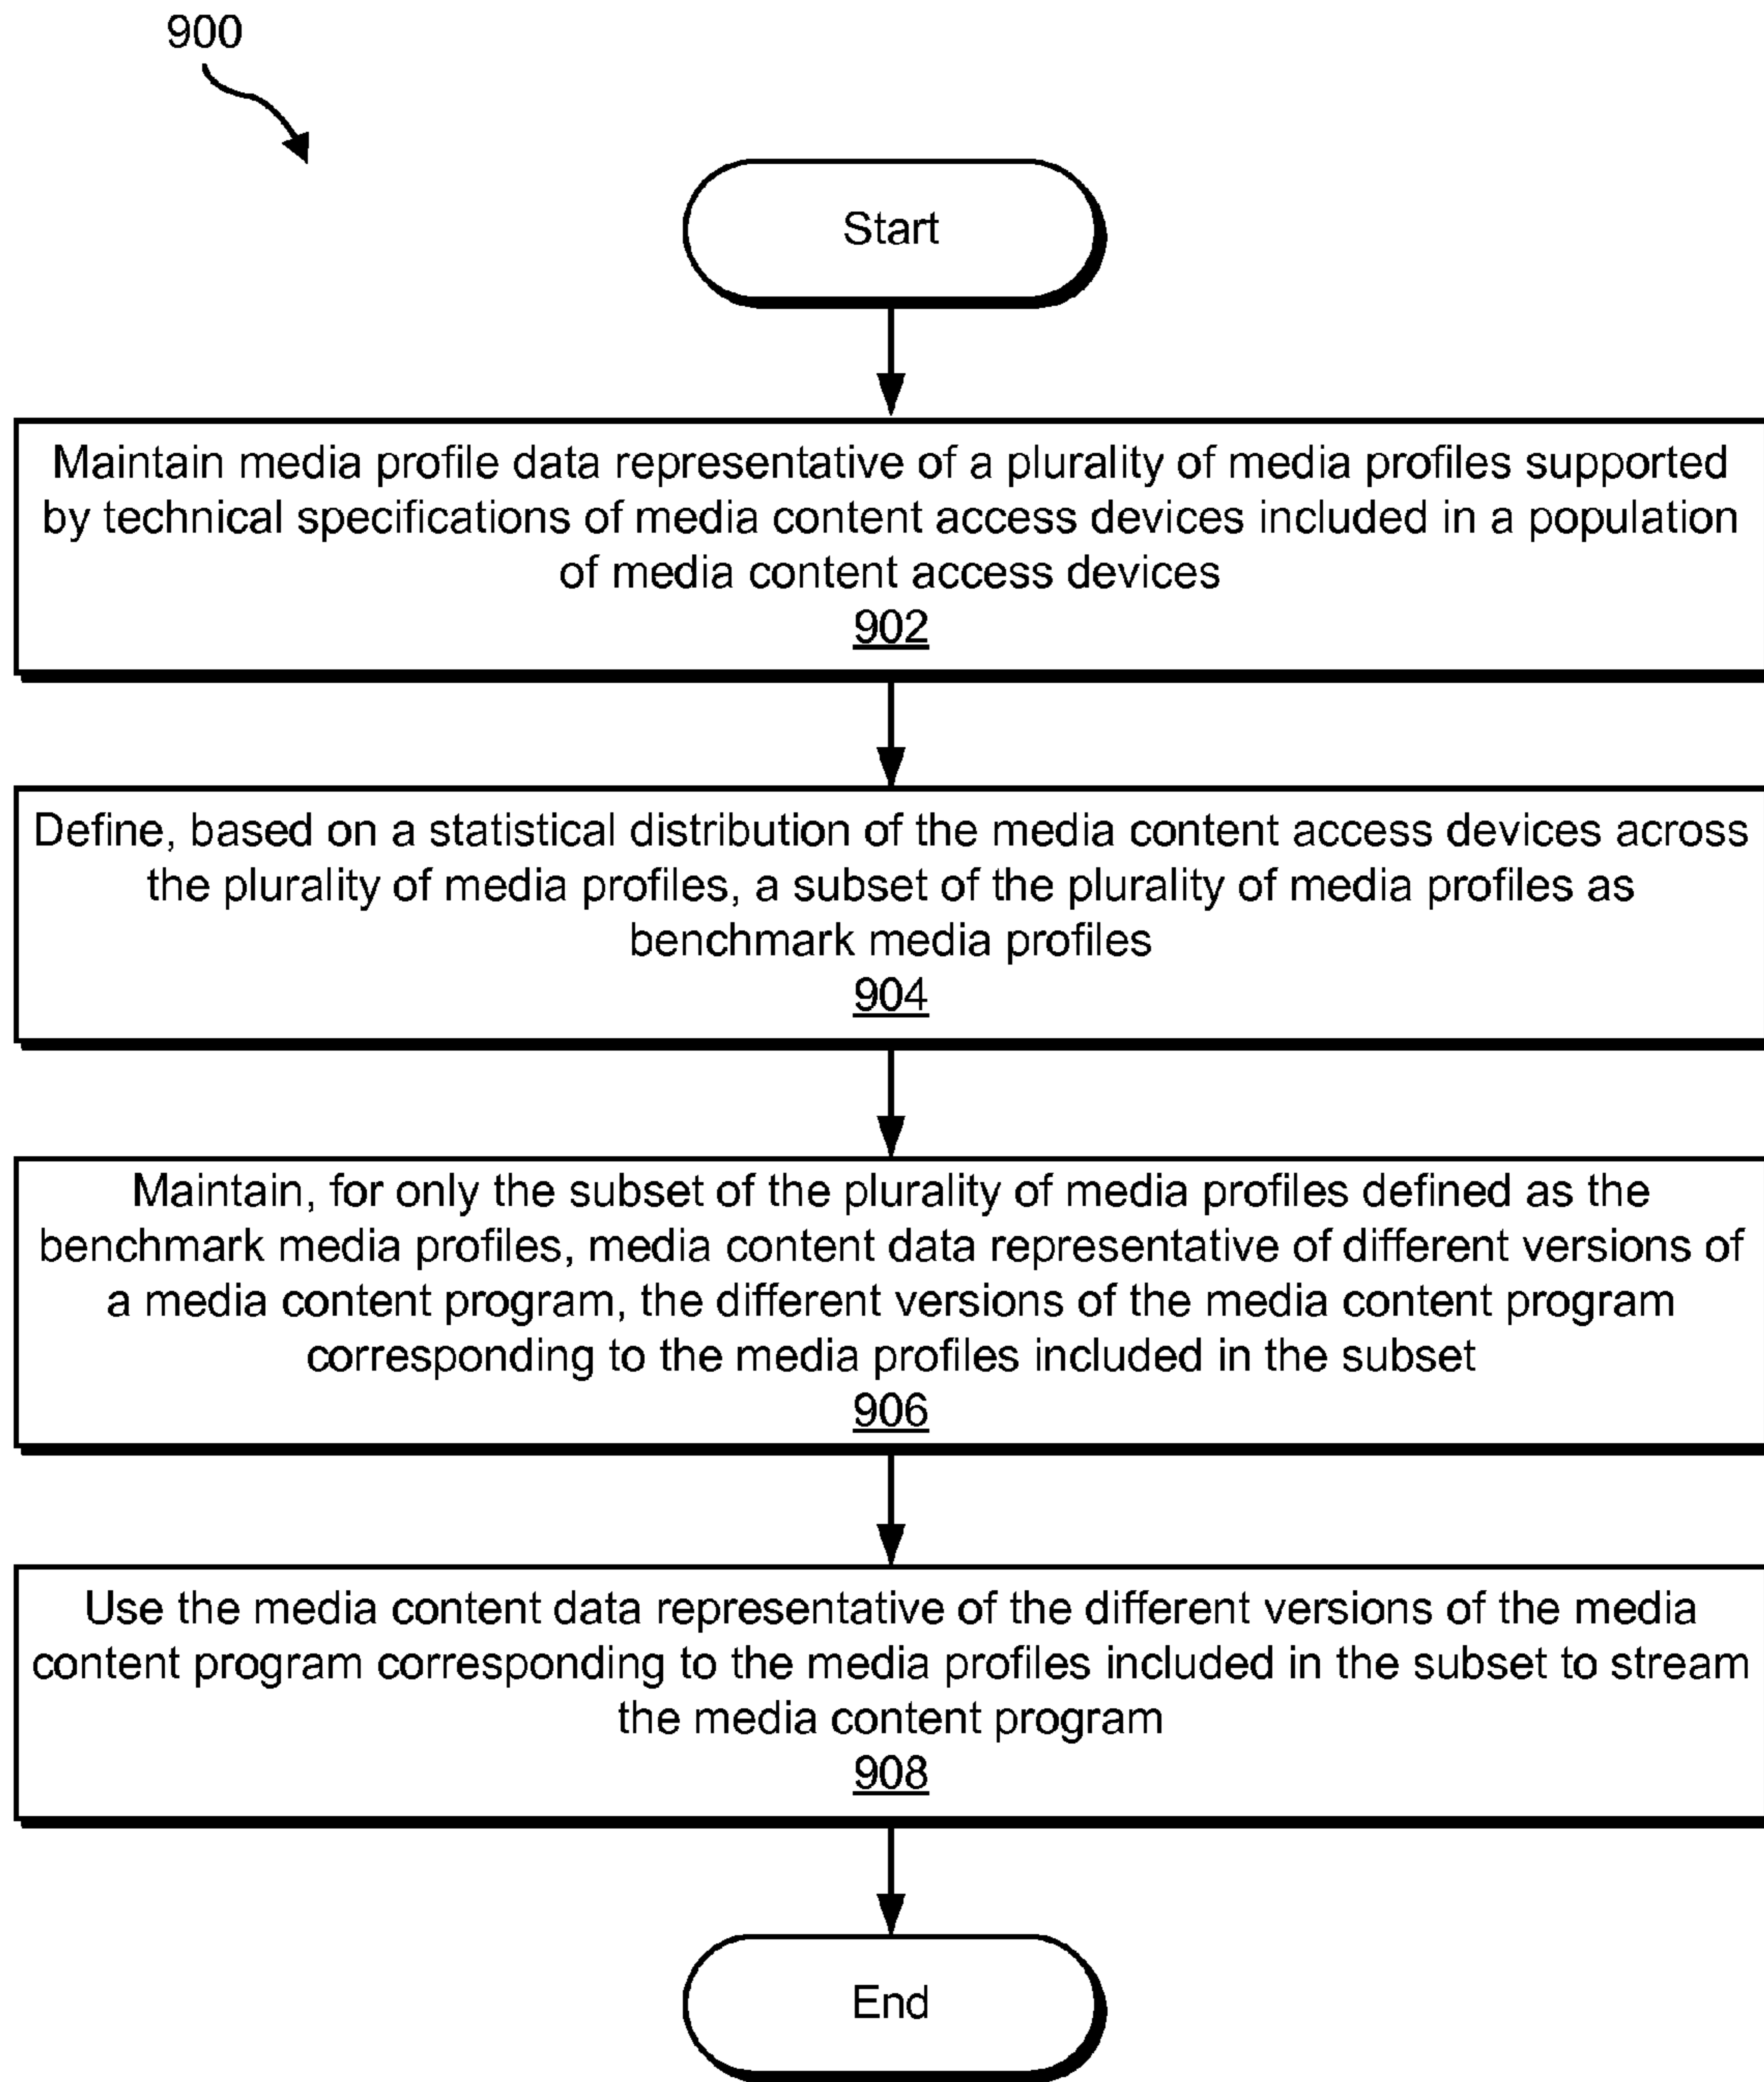 900
Start
Maintain media profile data representative of a plurality of media profiles supported
by technical specifications of media content access devices included in a population
of media content access devices
902
Define, based on a statistical distribution of the media content access devices across
the plurality of media profiles, a subset of the plurality of media profiles as
benchmark media profiles
904
Maintain, for only the subset of the plurality of media profiles defined as the
benchmark media profiles, media content data representative of different versions of
a media content program, the different versions of the media content program
corresponding to the media profiles included in the subset
906
Use the media content data representative of the different versions of the media
content program corresponding to the media profiles included in the subset to stream
the media content program
908
End